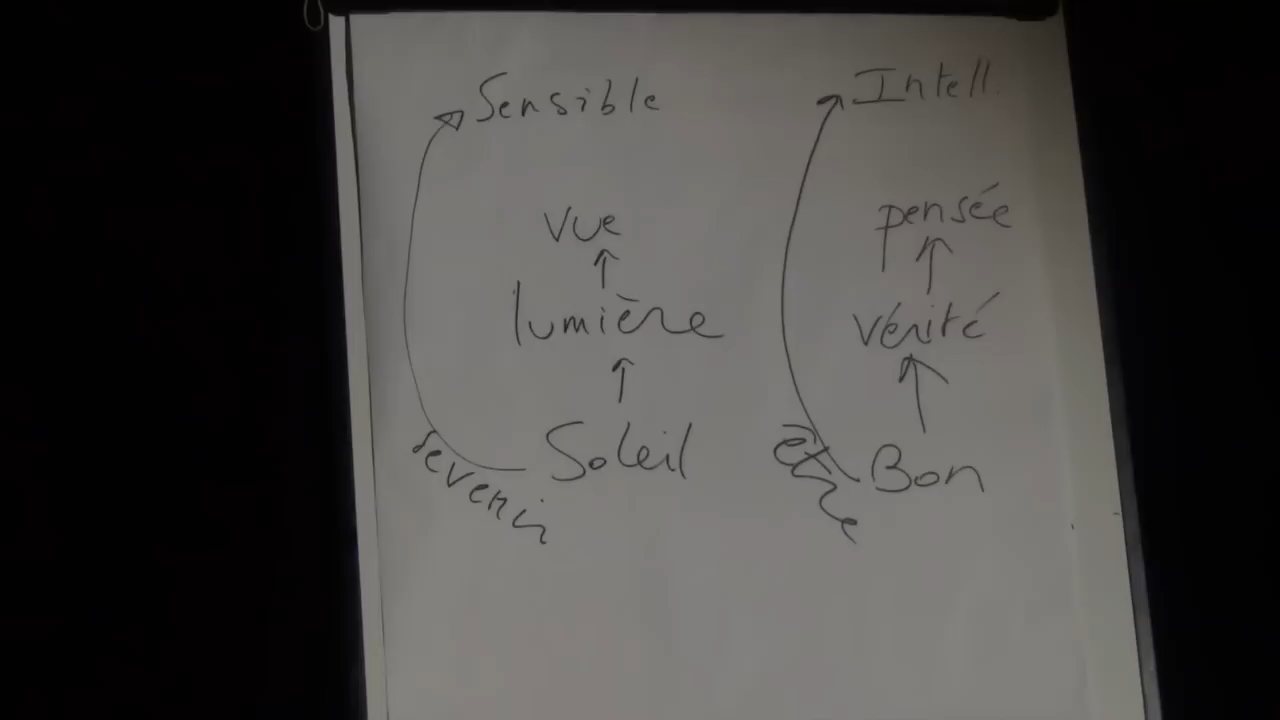 Sensible
Vue
lumière
Soleil
devenir
Intell.
pensée
Vérité
Bon
être